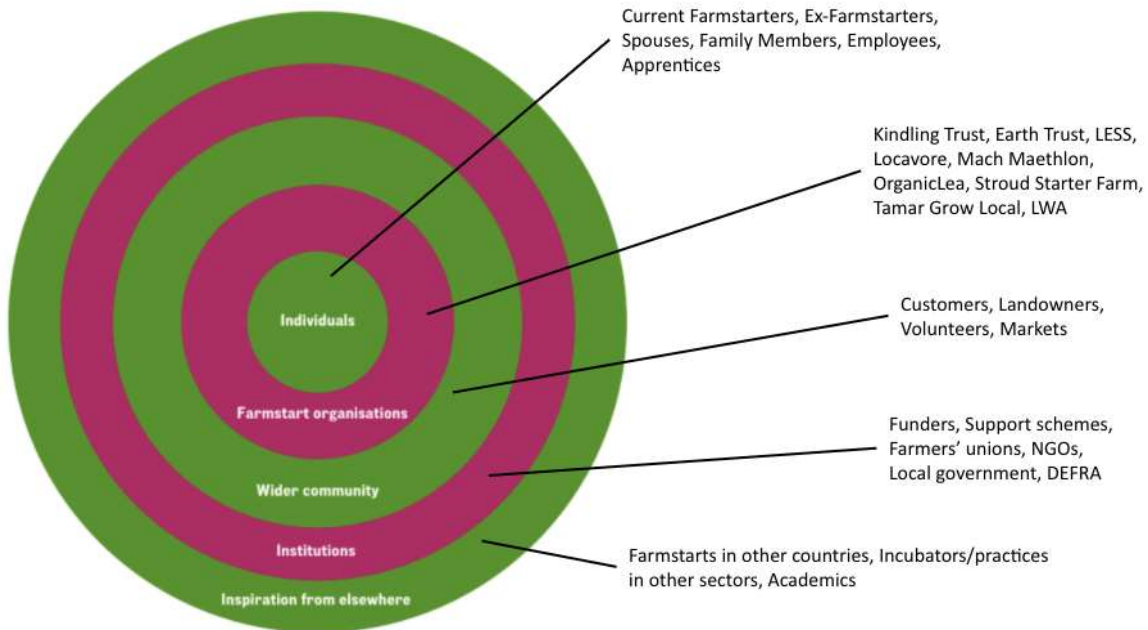 Current Farmstarters, Ex-Farmstarters,
Spouses, Family Members, Employees,
Apprentices
Kindling Trust, Earth Trust, LESS,
Locavore, Mach Maethlon,
OrganicLea, Stroud Starter Farm,
Tamar Grow Local, LWA
Customers, Landowners,
Volunteers, Markets
Individuals
Farmstart organisations
Funders, Support schemes,
Farmers’ unions, NGOs,
Local government, DEFRA
Wider community
Institutions
Farmstarts in other countries, Incubators/practices
in other sectors, Academics
Inspiration from elsewhere